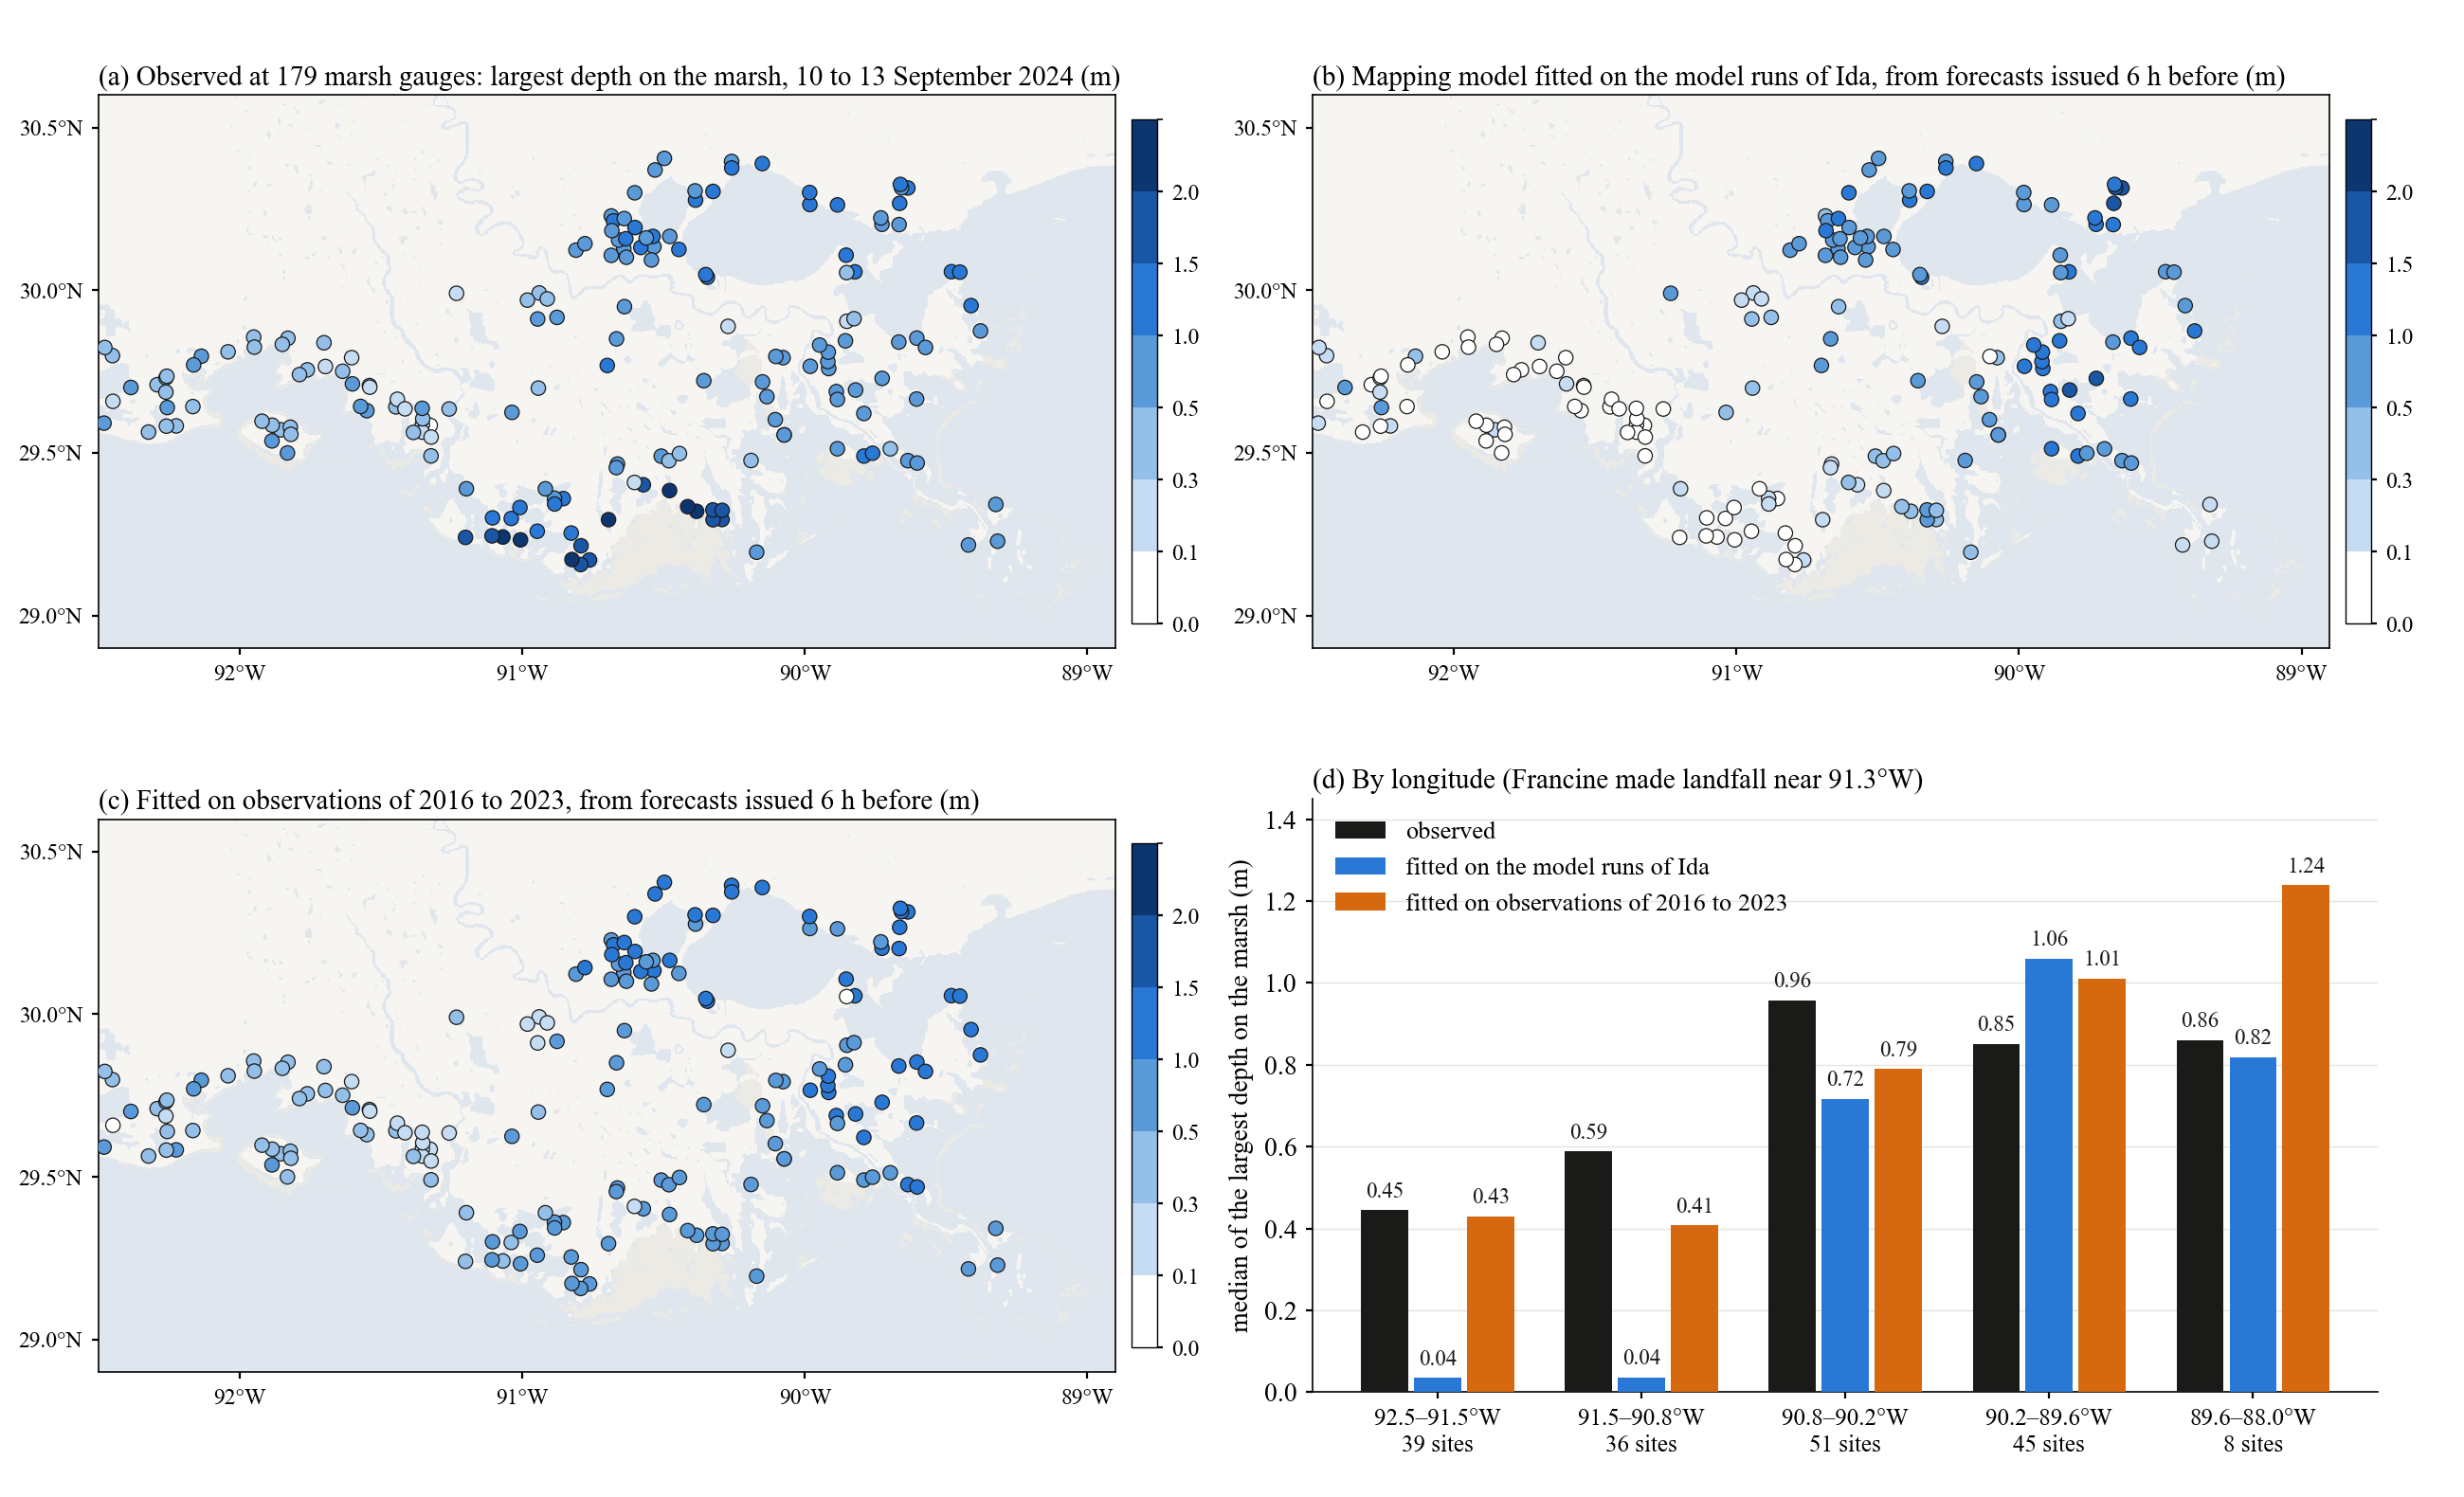 (a) Observed at 179 marsh gauges: largest depth on the marsh, 10 to 13 September 2024 (m)
30.5°N
30.0°N
29.5°N
29.0°N
92°W
91°W
90°W
89°W
2.0
1.5
1.0
0.5
0.3
0.1
0.0
(b) Mapping model fitted on the model runs of Ida, from forecasts issued 6 h before (m)
30.5°N
30.0°N
29.5°N
29.0°N
92°W
91°W
90°W
89°W
2.0
1.5
1.0
0.5
0.3
0.1
0.0
(c) Fitted on observations of 2016 to 2023, from forecasts issued 6 h before (m)
30.5°N
30.0°N
29.5°N
29.0°N
92°W
91°W
90°W
89°W
2.0
1.5
1.0
0.5
0.3
0.1
0.0
(d) By longitude (Francine made landfall near 91.3°W)
median of the largest depth on the marsh (m)
1.4
1.2
1.0
0.8
0.6
0.4
0.2
0.0
observed
fitted on the model runs of Ida
fitted on observations of 2016 to 2023
0.45
0.04
0.43
0.59
0.04
0.41
0.96
0.72
0.79
0.85
1.06
1.01
0.86
0.82
1.24
92.5–91.5°W
39 sites
91.5–90.8°W
36 sites
90.8–90.2°W
51 sites
90.2–89.6°W
45 sites
89.6–88.0°W
8 sites